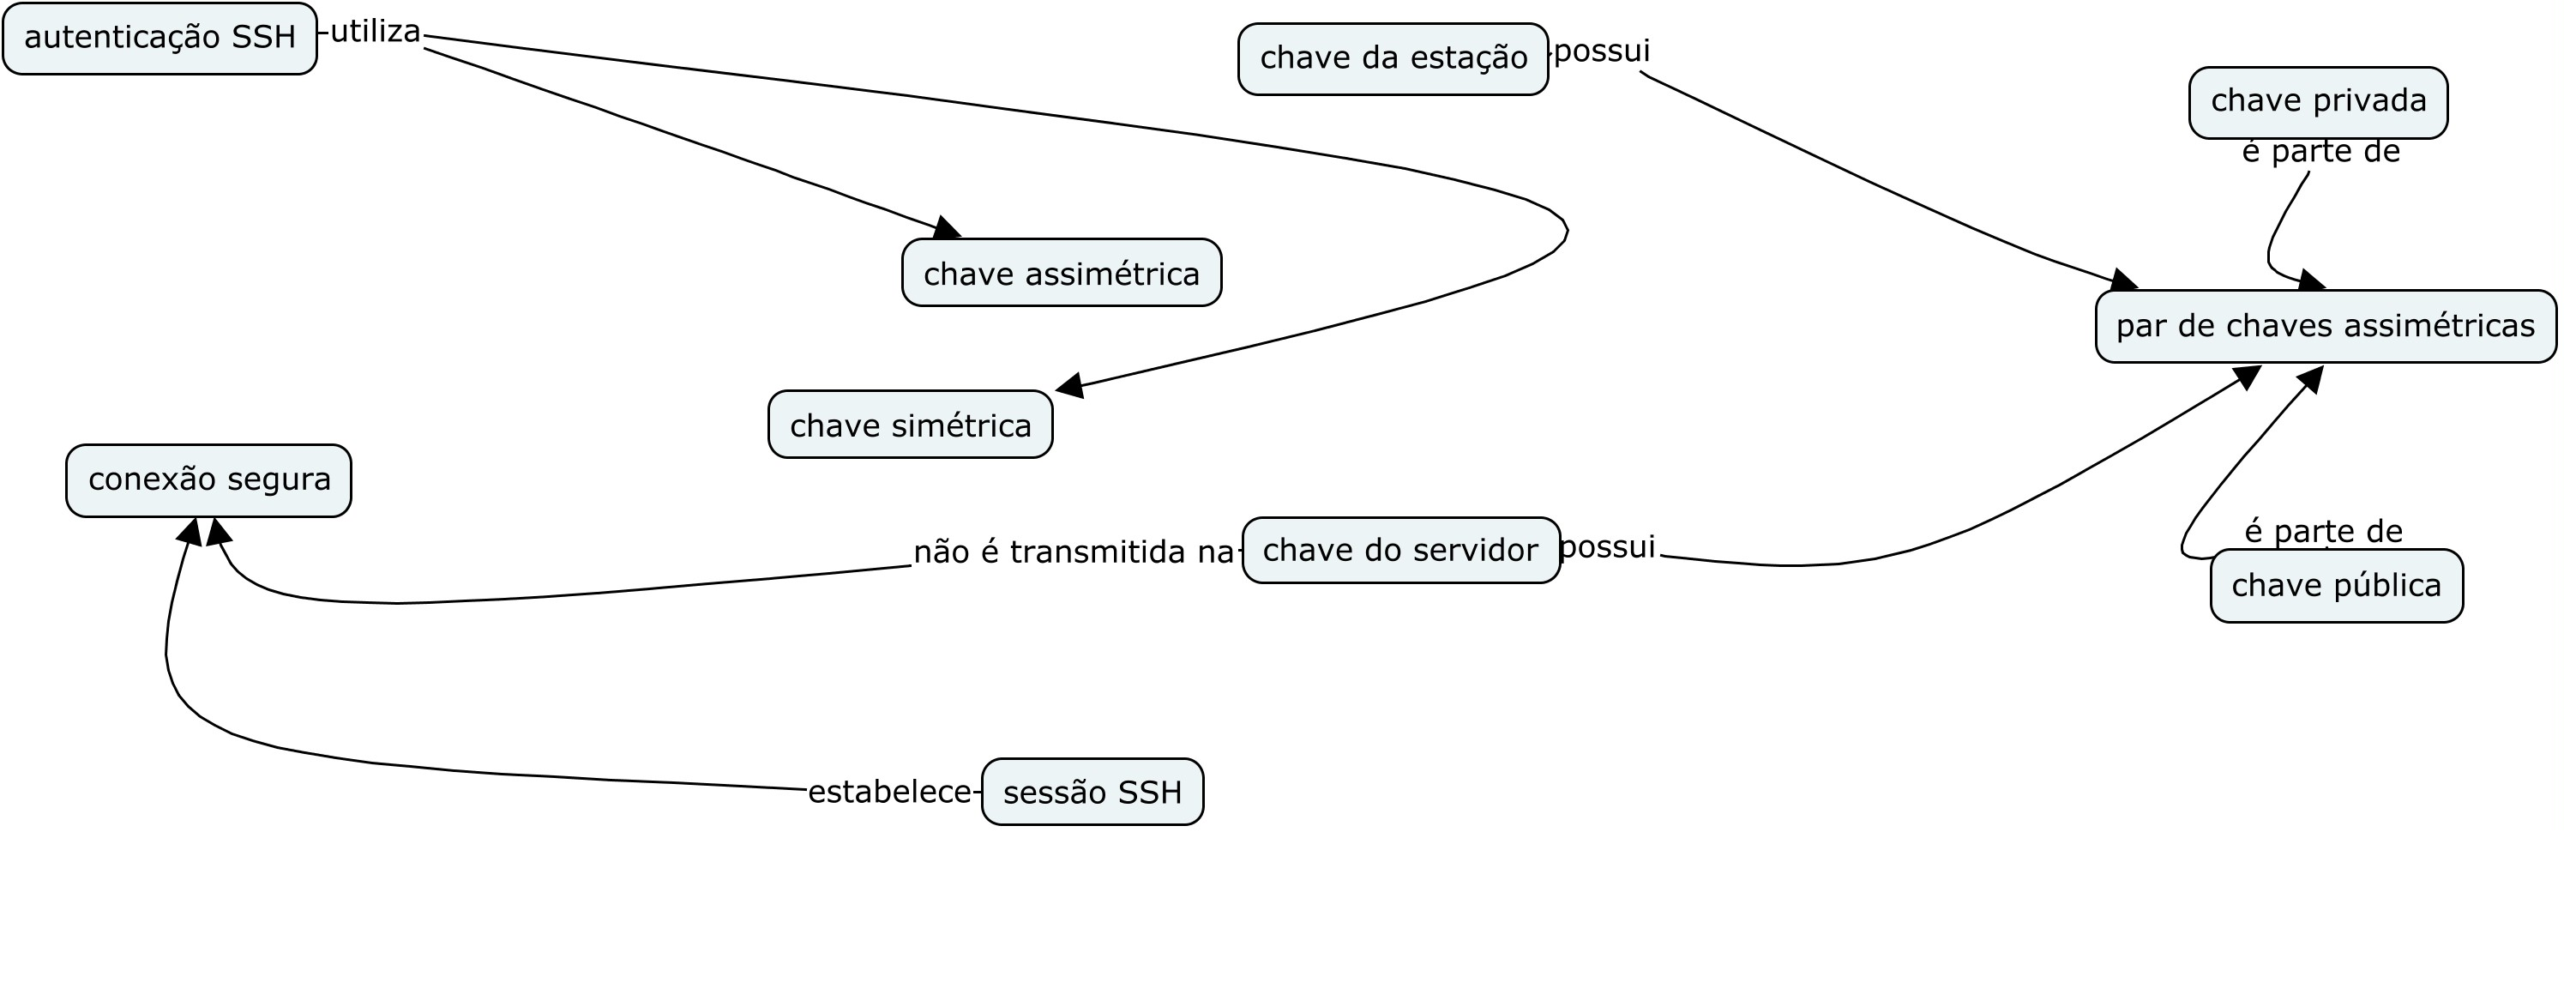 autenticação SSH
utiliza
chave da estação
possui
chave privada
é parte de
chave assimétrica
par de chaves assimétricas
chave simétrica
conexão segura
não é transmitida na
chave do servidor
possui
é parte de
chave pública
estabelece
sessão SSH